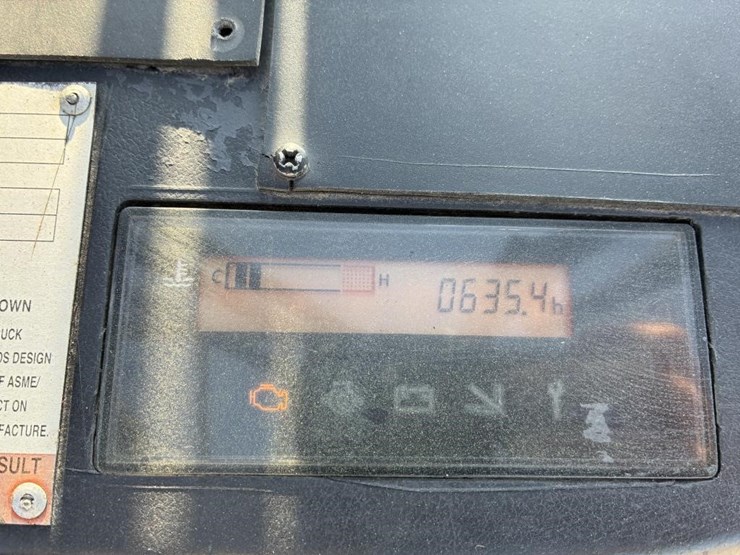 C H 0635.4h
OWN
UCK
DS DESIGN
F ASME/
CT ON
FACTURE.
SULT